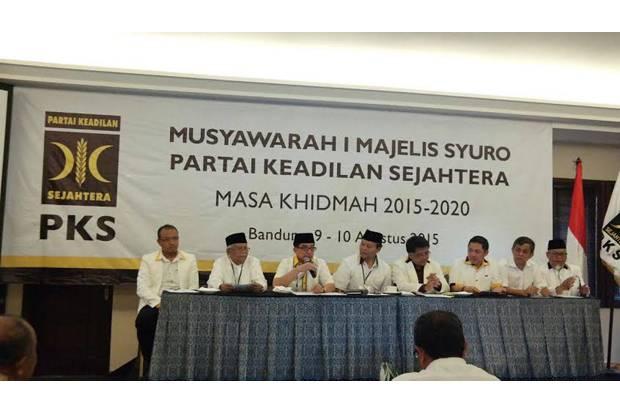 PARTAI KEADILAN
SEJAHTERA
PKS
MUSYAWARAH I MAJELIS SYURO
PARTAI KEADILAN SEJAHTERA
MASA KHIDMAH 2015-2020
Bandung 9 - 10 Agustus 2015